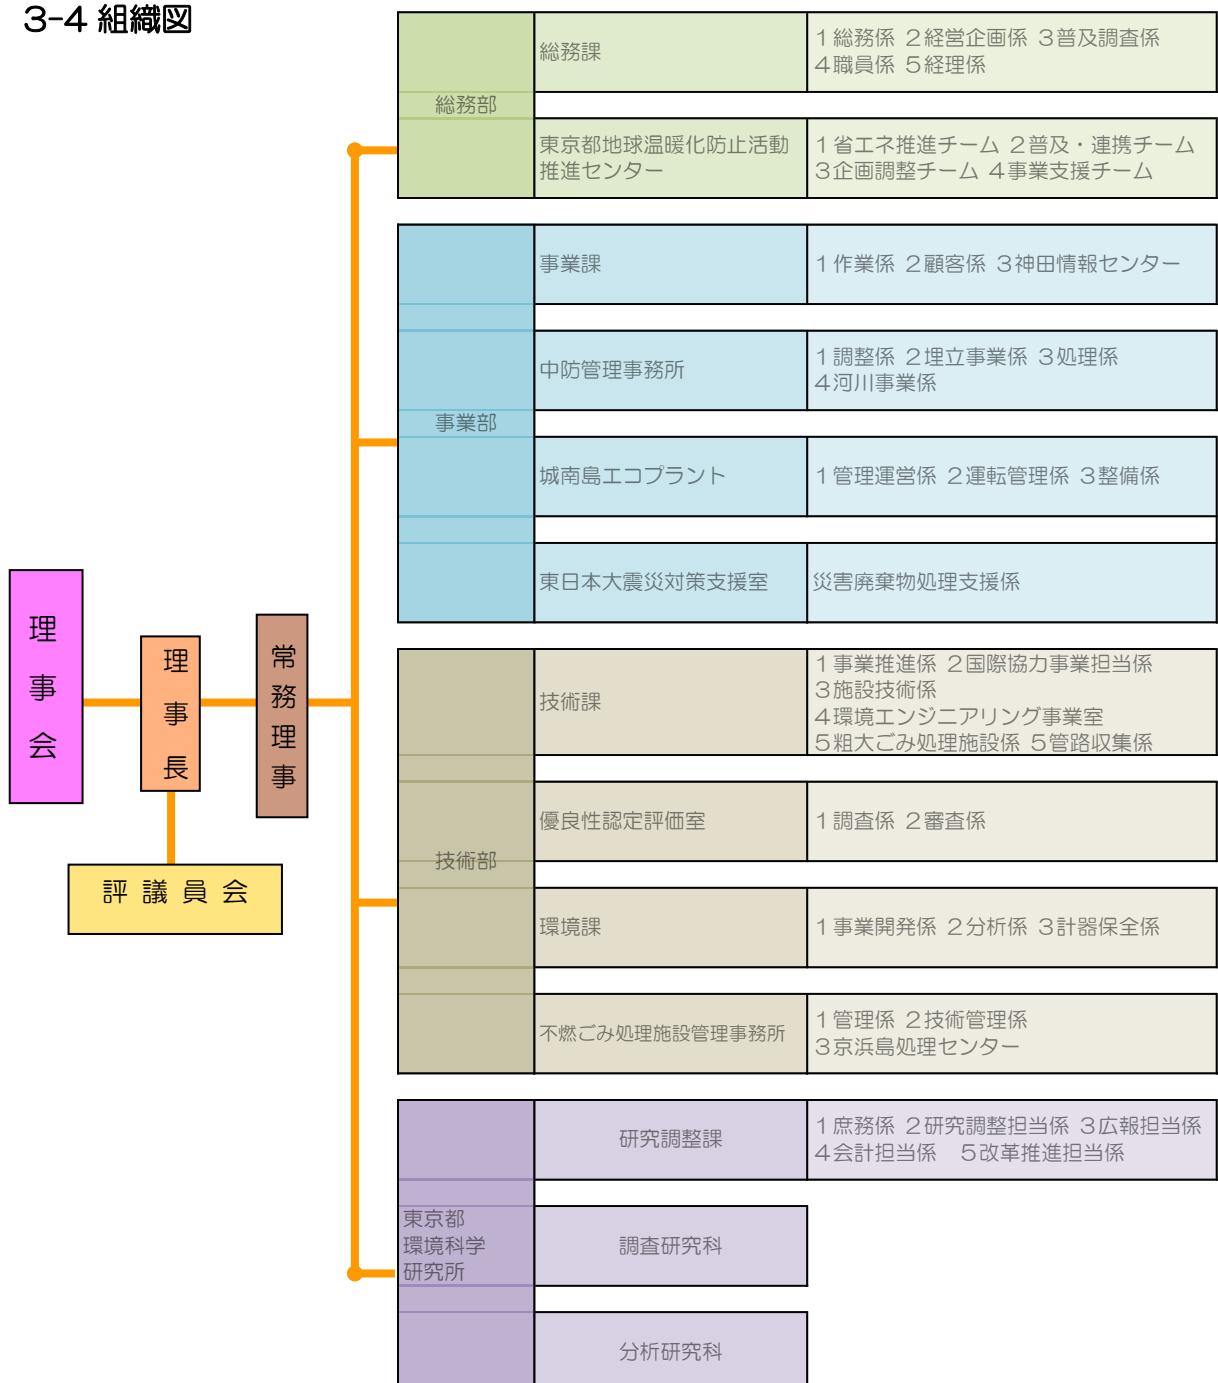 3-4 組織図
総務部
総務課
1総務係 2経営企画係 3普及調査係
4職員係 5経理係
東京都地球温暖化防止活動
推進センター
1省エネ推進チーム 2普及・連携チーム
3企画調整チーム 4事業支援チーム
事業部
事業課
1作業係 2顧客係 3神田情報センター
中防管理事務所
1調整係 2埋立事業係 3処理係
4河川事業係
城南島エコプラント
1管理運営係 2運転管理係 3整備係
東日本大震災対策支援室
災害廃棄物処理支援係
理事会
理事長
常務理事
評議員会
技術部
技術課
1事業推進係 2国際協力事業担当係
3施設技術係
4環境エンジニアリング事業室
5粗大ごみ処理施設係 5管路収集係
優良性認定評価室
1調査係 2審査係
環境課
1事業開発係 2分析係 3計器保全係
不燃ごみ処理施設管理事務所
1管理係 2技術管理係
3京浜島処理センター
東京都
環境科学
研究所
研究調整課
1庶務係 2研究調整担当係 3広報担当係
4会計担当係　5改革推進担当係
調査研究科
分析研究科